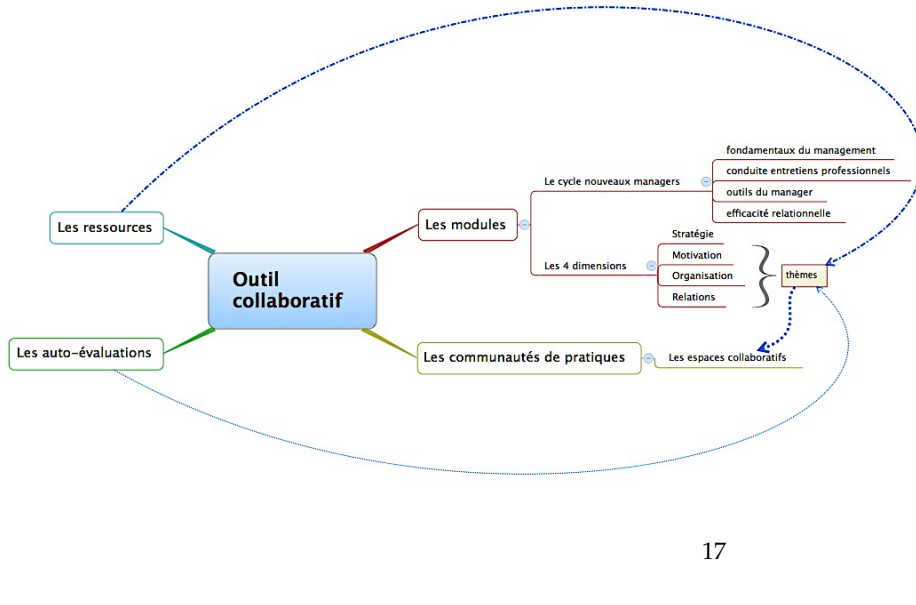 Outil
collaboratif
Les ressources
Les auto-évaluations
Les modules
Le cycle nouveaux managers
fondamentaux du management
conduite entretiens professionnels
outils du manager
efficacité relationnelle
Les 4 dimensions
Stratégie
Motivation
Organisation
Relations
thèmes
Les communautés de pratiques
Les espaces collaboratifs
17